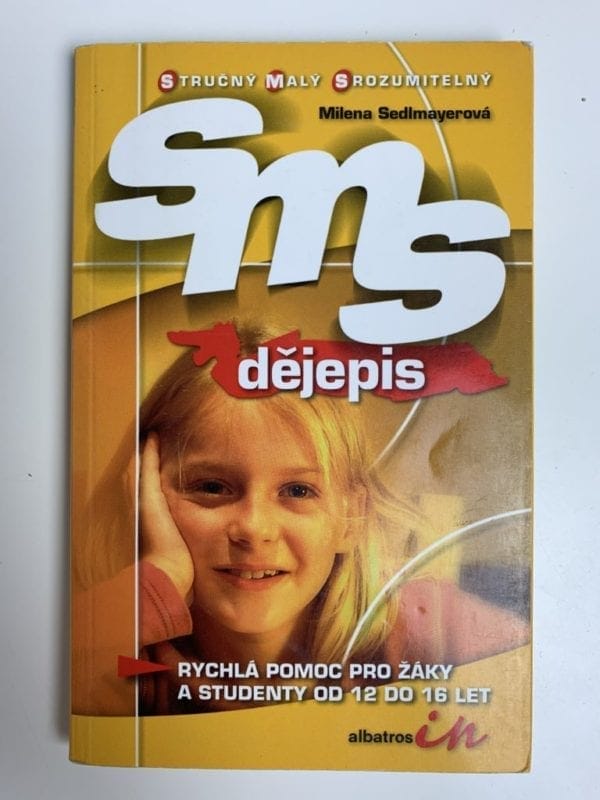 STRUČNÝ MALÝ SROZUMITELNÝ
Milena Sedlmayerová
sms
dějepis
RYCHLÁ POMOC PRO ŽÁKY
A STUDENTY OD 12 DO 16 LET
albatros in